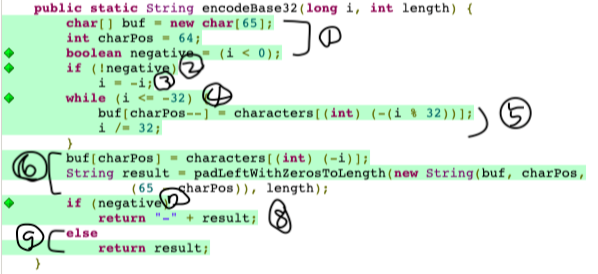 public static String encodeBase32(long i, int length) {
char[] buf = new char[65];
int charPos = 64; 1
boolean negative = (i < 0);
if (!negative) 2
i = -i; 3
while (i <= -32) 4
buf[charPos--] = characters[(int) (-(i % 32))]; 5
i /= 32;
}
6 buf[charPos] = characters[(int) (-i)];
String result = padLeftWithZerosToLength(new String(buf, charPos,
(65 charPos)), length);
if (negative
return "-" + result; 8
9 else
return result;
}